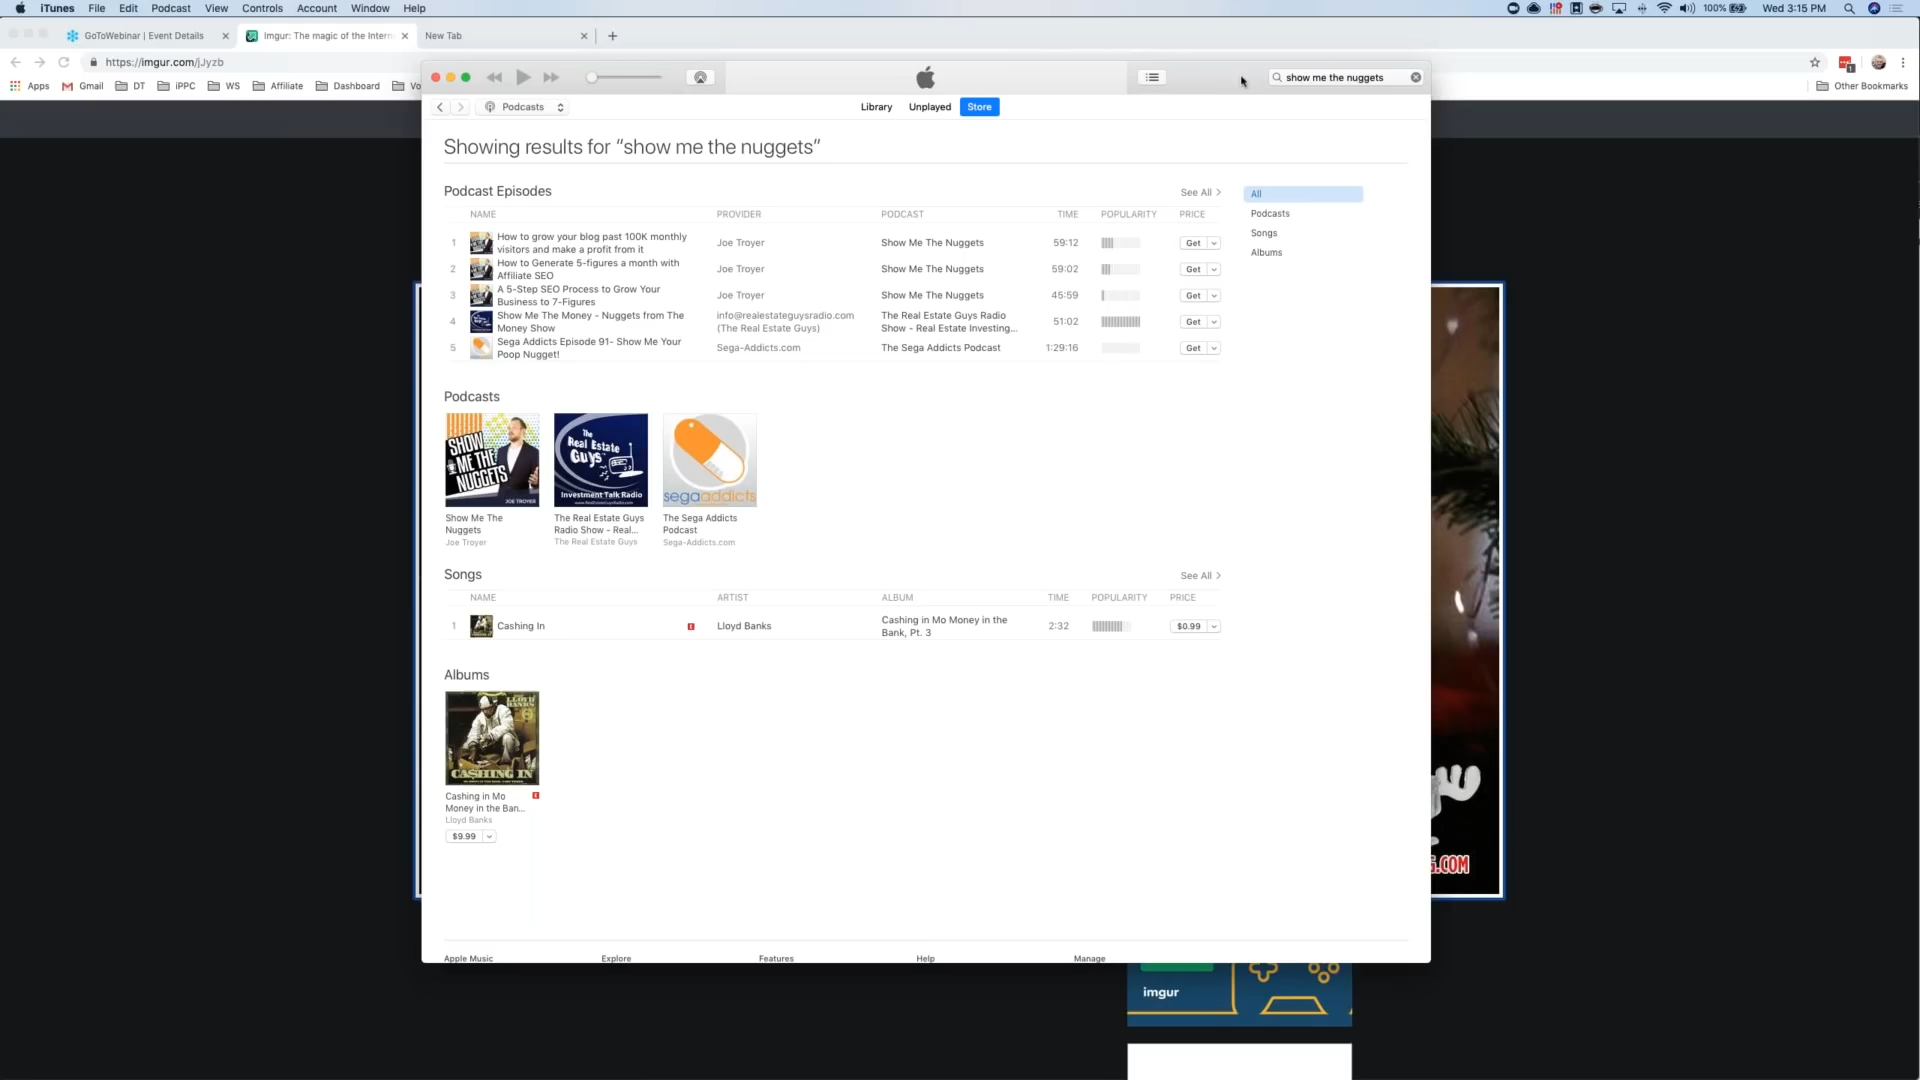 iTunes File Edit Podcast View Controls Account Window Help 100% Wed 3:15 PM
GoToWebinar | Event Details Imgur: The magic of the Intern New Tab
https://imgur.com/jJyzb
Apps Gmail DT iPPC WS Affiliate Dashboard Vo Other Bookmarks
show me the nuggets
Podcasts Library Unplayed Store
Showing results for “show me the nuggets”
Podcast Episodes See All >
NAME PROVIDER PODCAST TIME POPULARITY PRICE
1 How to grow your blog past 100K monthly visitors and make a profit from it Joe Troyer Show Me The Nuggets 59:12 Get
2 How to Generate 5-figures a month with Affiliate SEO Joe Troyer Show Me The Nuggets 59:02 Get
3 A 5-Step SEO Process to Grow Your Business to 7-Figures Joe Troyer Show Me The Nuggets 45:59 Get
4 Show Me The Money - Nuggets from The Money Show info@realestateguysradio.com (The Real Estate Guys) The Real Estate Guys Radio Show - Real Estate Investing... 51:02 Get
5 Sega Addicts Episode 91- Show Me Your Poop Nugget! Sega-Addicts.com The Sega Addicts Podcast 1:29:16 Get
All
Podcasts
Songs
Albums
Podcasts
SHOW ME THE NUGGETS JOE TROYER
The Real Estate Guys Investment Talk Radio
segaaddicts
Show Me The Nuggets
Joe Troyer
The Real Estate Guys Radio Show - Real...
The Real Estate Guys
The Sega Addicts Podcast
Sega-Addicts.com
Songs See All >
NAME ARTIST ALBUM TIME POPULARITY PRICE
1 Cashing In E Lloyd Banks Cashing in Mo Money in the Bank, Pt. 3 2:32 $0.99
Albums
LLOYD BANKS
CASHING IN
Cashing in Mo Money in the Ban... E
Lloyd Banks
$9.99
G.COM
Apple Music Explore Features Help Manage
imgur